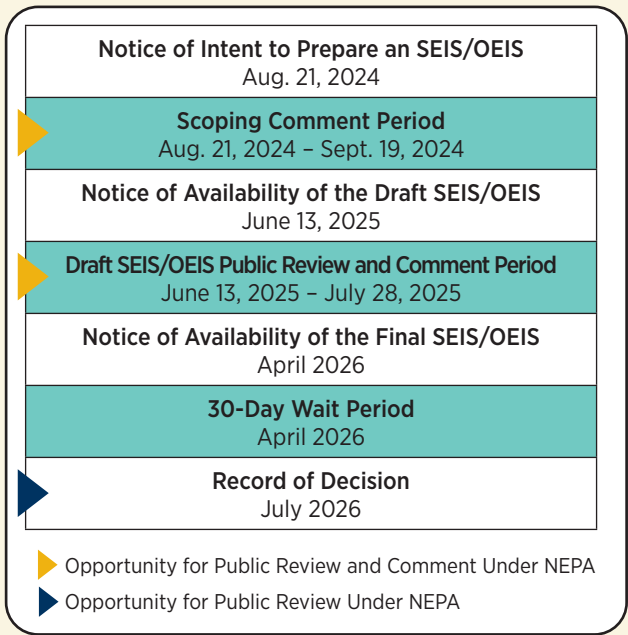 Notice of Intent to Prepare an SEIS/OEIS
Aug. 21, 2024
Scoping Comment Period
Aug. 21, 2024 – Sept. 19, 2024
Notice of Availability of the Draft SEIS/OEIS
June 13, 2025
Draft SEIS/OEIS Public Review and Comment Period
June 13, 2025 – July 28, 2025
Notice of Availability of the Final SEIS/OEIS
April 2026
30-Day Wait Period
April 2026
Record of Decision
July 2026
Opportunity for Public Review and Comment Under NEPA
Opportunity for Public Review Under NEPA